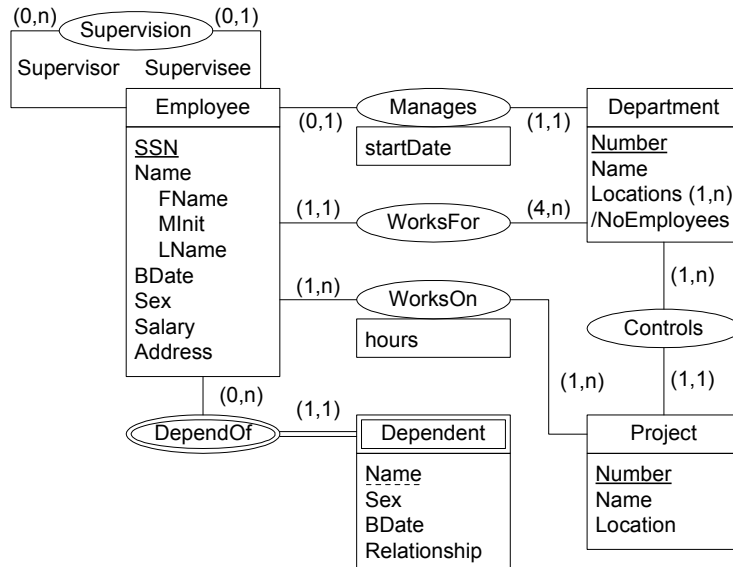 (0,n)
Supervision
(0,1)
Supervisor
Supervisee
Employee
SSN
Name
FName
MInit
LName
BDate
Sex
Salary
Address
(0,1)
Manages
startDate
(1,1)
Department
Number
Name
Locations (1,n)
/NoEmployees
(1,1)
WorksFor
(4,n)
(1,n)
WorksOn
hours
(1,n)
(1,n)
Controls
(1,1)
(0,n)
DependOf
(1,1)
Dependent
Name
Sex
BDate
Relationship
Project
Number
Name
Location